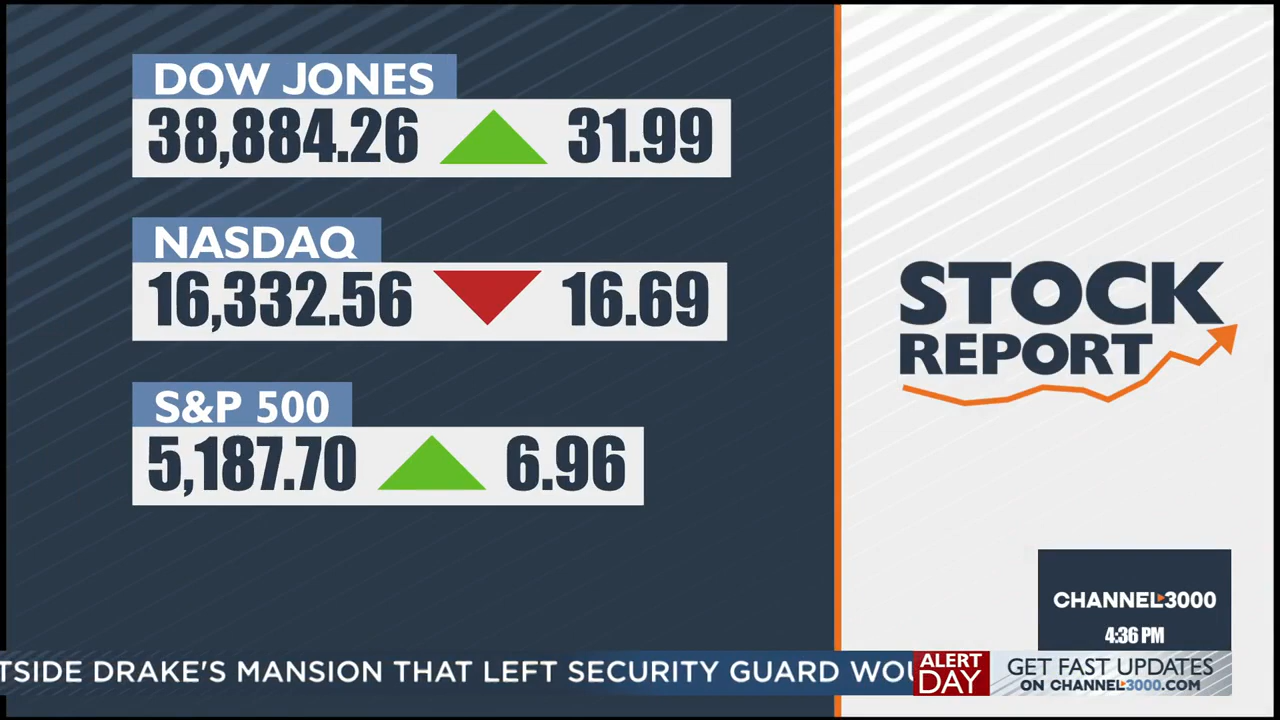 DOW JONES
38,884.26 31.99
NASDAQ
16,332.56 16.69
S&P 500
5,187.70 6.96
STOCK
REPORT
CHANNEL3000
4:36 PM
DRAKE'S MANSION THAT LEFT SECURITY GUARD
ALERT
DAY
GET FAST UPDATES
ON CHANNEL3000.COM